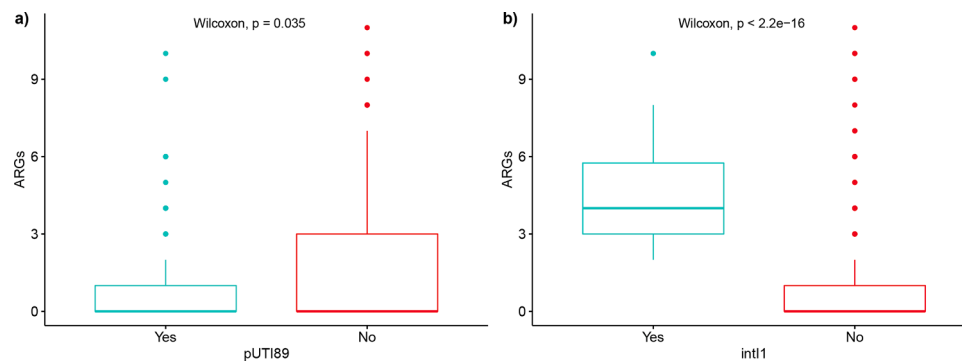 a)
Wilcoxon, p = 0.035
ARGs
9
6
3
0
Yes
No
pUTI89
b)
Wilcoxon, p < 2.2e−16
ARGs
9
6
3
0
Yes
No
intI1